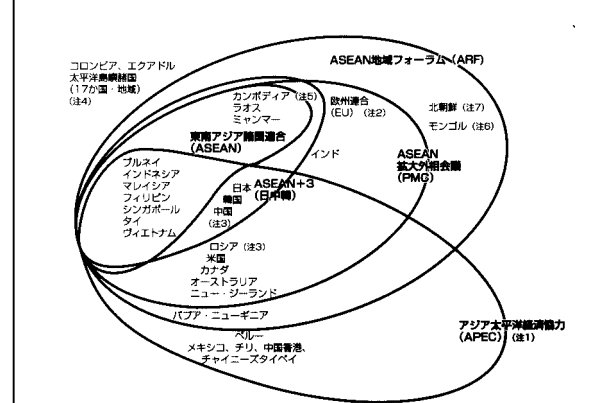 コロンビア、エクアドル
太平洋島嶼諸国
(17か国・地域)
(注4)
ASEAN地域フォーラム (ARF)
カンボディア (注5)
ラオス
ミャンマー
欧州連合
(EU) (注2)
北朝鮮 (注7)
モンゴル (注6)
東南アジア諸国連合
(ASEAN)
インド
ASEAN
拡大外相会議
(PMC)
ブルネイ
インドネシア
マレイシア
フィリピン
シンガポール
タイ
ヴィエトナム
日本
韓国
中国
(注3)
ASEAN+3
(日中韓)
ロシア (注3)
米国
カナダ
オーストラリア
ニュー・ジーランド
パプア・ニューギニア
ペルー
メキシコ、チリ、中国香港、
チャイニーズタイペイ
アジア太平洋経済協力
(APEC) (注1)